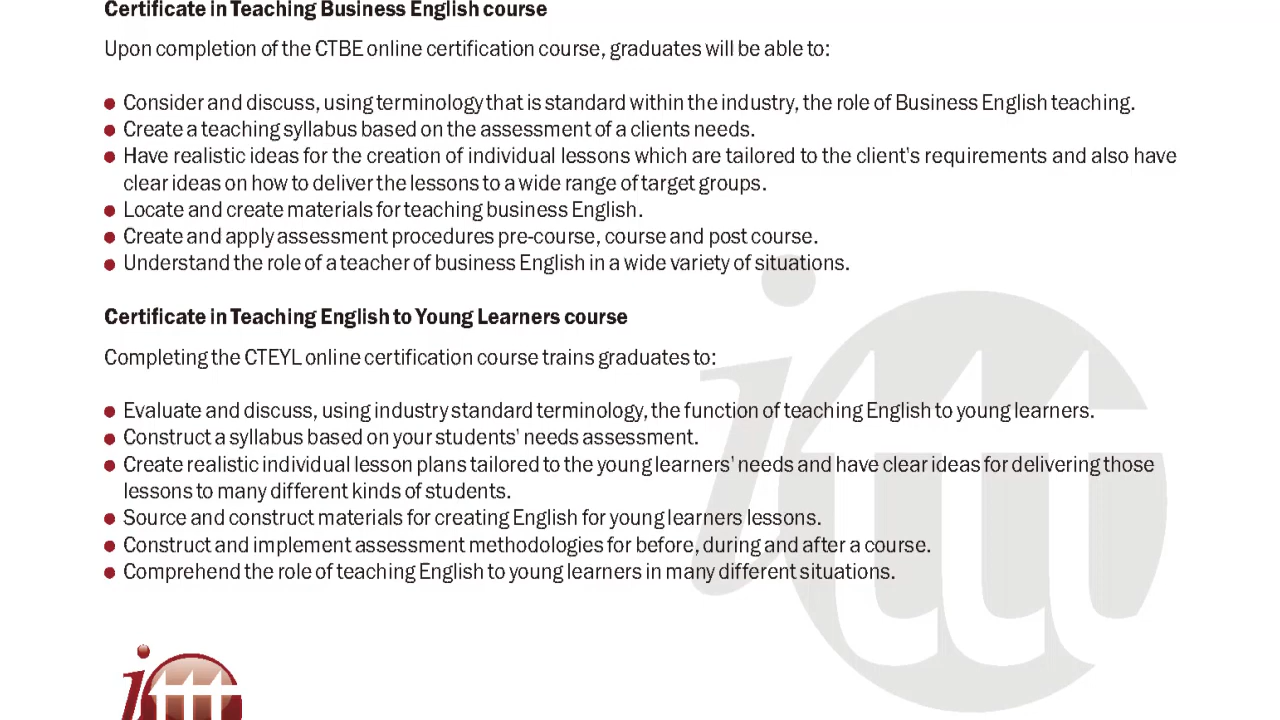 Certificate in Teaching Business English course
Upon completion of the CTBE online certification course, graduates will be able to:
Consider and discuss, using terminology that is standard within the industry, the role of Business English teaching.
Create a teaching syllabus based on the assessment of a clients needs.
Have realistic ideas for the creation of individual lessons which are tailored to the client's requirements and also have
clear ideas on how to deliver the lessons to a wide range of target groups.
Locate and create materials for teaching business English.
Create and apply assessment procedures pre-course, course and post course.
Understand the role of a teacher of business English in a wide variety of situations.
Certificate in Teaching English to Young Learners course
Completing the CTEYL online certification course trains graduates to:
Evaluate and discuss, using industry standard terminology, the function of teaching English to young learners.
Construct a syllabus based on your students' needs assessment.
Create realistic individual lesson plans tailored to the young learners' needs and have clear ideas for delivering those
lessons to many different kinds of students.
Source and construct materials for creating English for young learners lessons.
Construct and implement assessment methodologies for before, during and after a course.
Comprehend the role of teaching English to young learners in many different situations.
ittt
ittt